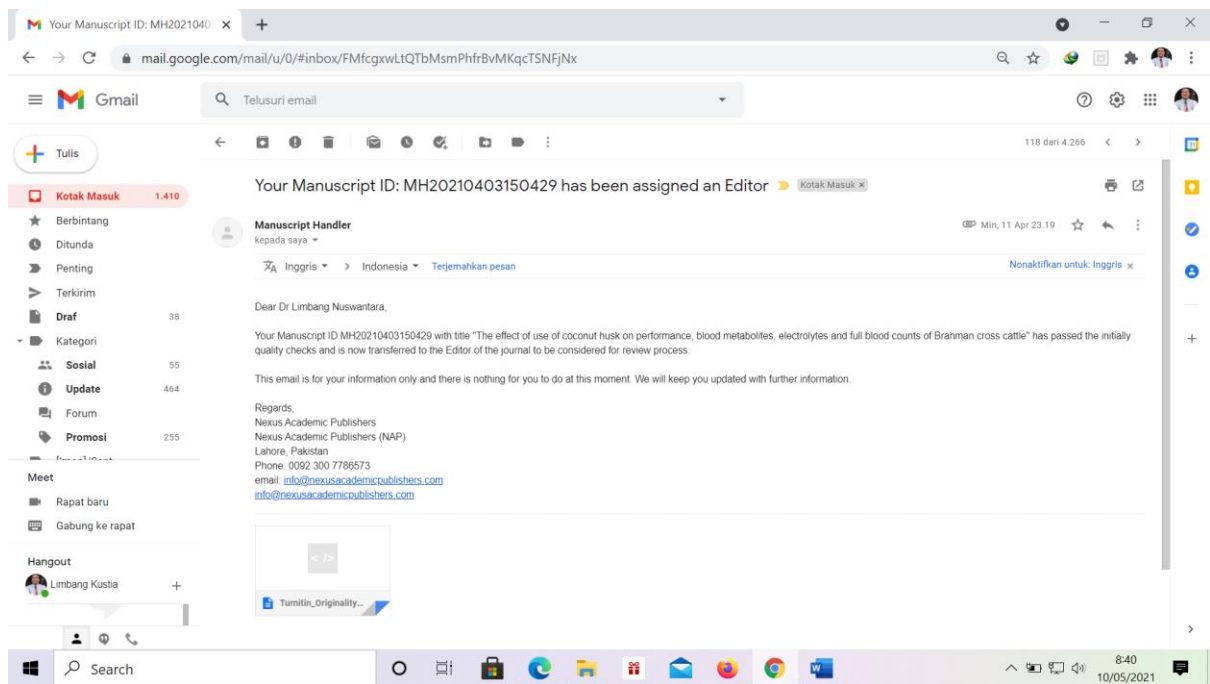 Your Manuscript ID: MH2021040
mail.google.com/mail/u/0/#inbox/FMfcgxwLtQTbMsmPhfrBvMKqcTSNFjNx
Gmail
Telusuri email
Tulis
118 dari 4.266
Kotak Masuk 1.410
Berbintang
Ditunda
Penting
Terkirim
Draf 38
Kategori
Sosial 55
Update 464
Forum
Promosi 255
Meet
Rapat baru
Gabung ke rapat
Hangout
Limbang Kustia
Your Manuscript ID: MH20210403150429 has been assigned an Editor Kotak Masuk
Manuscript Handler
kepada saya
Min, 11 Apr 23.19
Inggris > Indonesia Terjemahkan pesan
Nonaktifkan untuk: Inggris
Dear Dr Limbang Nuswantara,
Your Manuscript ID MH20210403150429 with title "The effect of use of coconut husk on performance, blood metabolites, electrolytes and full blood counts of Brahman cross cattle" has passed the initially
quality checks and is now transferred to the Editor of the journal to be considered for review process.
This email is for your information only and there is nothing for you to do at this moment. We will keep you updated with further information.
Regards,
Nexus Academic Publishers
Nexus Academic Publishers (NAP)
Lahore, Pakistan
Phone: 0092 300 7786573
email: info@nexusacademicpublishers.com
info@nexusacademicpublishers.com
Turnitin_Originality...
Search
8:40
10/05/2021